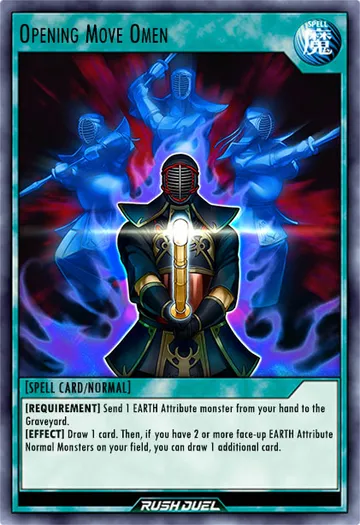 Opening Move Omen
SPELL
魔
[SPELL CARD/NORMAL]
[REQUIREMENT] Send 1 EARTH Attribute monster from your hand to the
Graveyard.
[EFFECT] Draw 1 card. Then, if you have 2 or more face-up EARTH Attribute
Normal Monsters on your field, you can draw 1 additional card.
RUSH DUEL